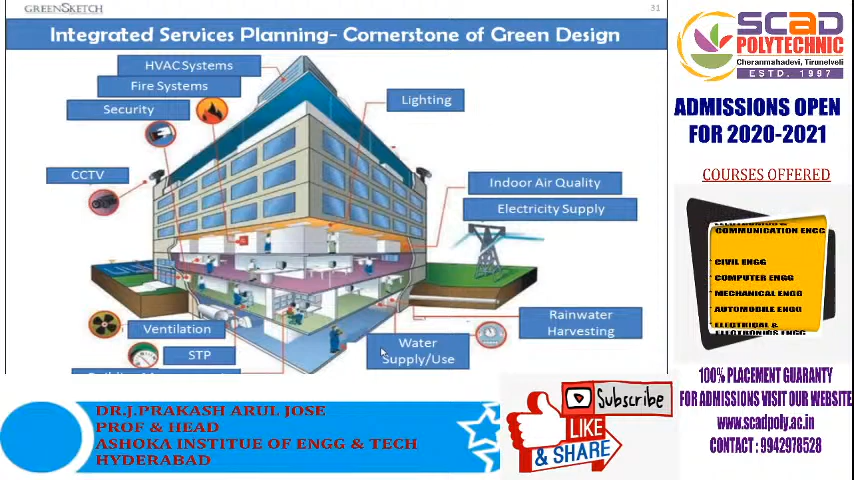 GREENSKETCH
31
Integrated Services Planning- Cornerstone of Green Design
HVAC Systems
Fire Systems
Security
Lighting
CCTV
Indoor Air Quality
Electricity Supply
Ventilation
STP
Rainwater
Harvesting
Water
Supply/Use
DR.J.PRAKASH ARUL JOSE
PROF & HEAD
ASHOKA INSTITUE OF ENGG & TECH
HYDERABAD
Subscribe
LIKE
& SHARE
SCAD
POLYTECHNIC
Cheranmahadevi, Tirunelveli
ESTD. 1997
ADMISSIONS OPEN
FOR 2020-2021
COURSES OFFERED
COMMUNICATION ENGG
CIVIL ENGG
COMPUTER ENGG
MECHANICAL ENGG
AUTOMOBILE ENGG
ELECTRICAL &
ELECTRONICS ENGG
100% PLACEMENT GUARANTY
FOR ADMISSIONS VISIT OUR WEBSITE
www.scadpoly.ac.in
CONTACT : 9942978528